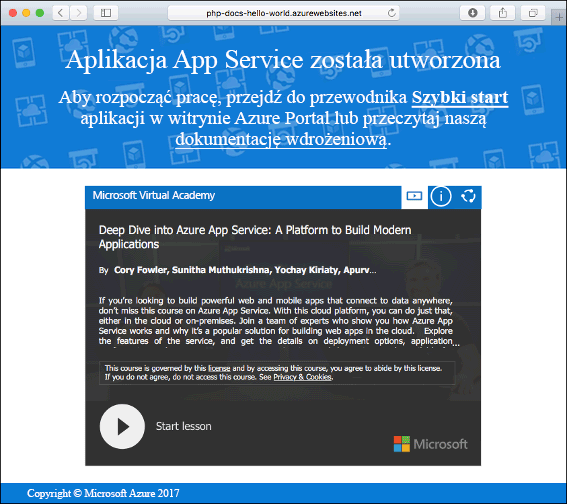 php-docs-hello-world.azurewebsites.net
Aplikacja App Service została utworzona
Aby rozpocząć pracę, przejdź do przewodnika Szybki start
aplikacji w witrynie Azure Portal lub przeczytaj naszą
dokumentację wdrożeniową.
Microsoft Virtual Academy
Deep Dive into Azure App Service: A Platform to Build Modern
Applications
By Cory Fowler, Sunitha Muthukrishna, Yochay Kiriaty, Apurv...
If you're looking to build powerful web and mobile apps that connect to data anywhere,
don't miss this course on Azure App Service. With this cloud platform, you can do just that,
either in the cloud or on-premises. Join a team of experts who show you how Azure App
Service works and why it's a popular solution for building web apps in the cloud. Explore
the features of the service, and get the details on deployment options, application...
This course is governed by this license and by accessing this course, you agree to abide by this license.
If you do not agree, do not access this course. See Privacy & Cookies.
Start lesson
Microsoft
Copyright © Microsoft Azure 2017